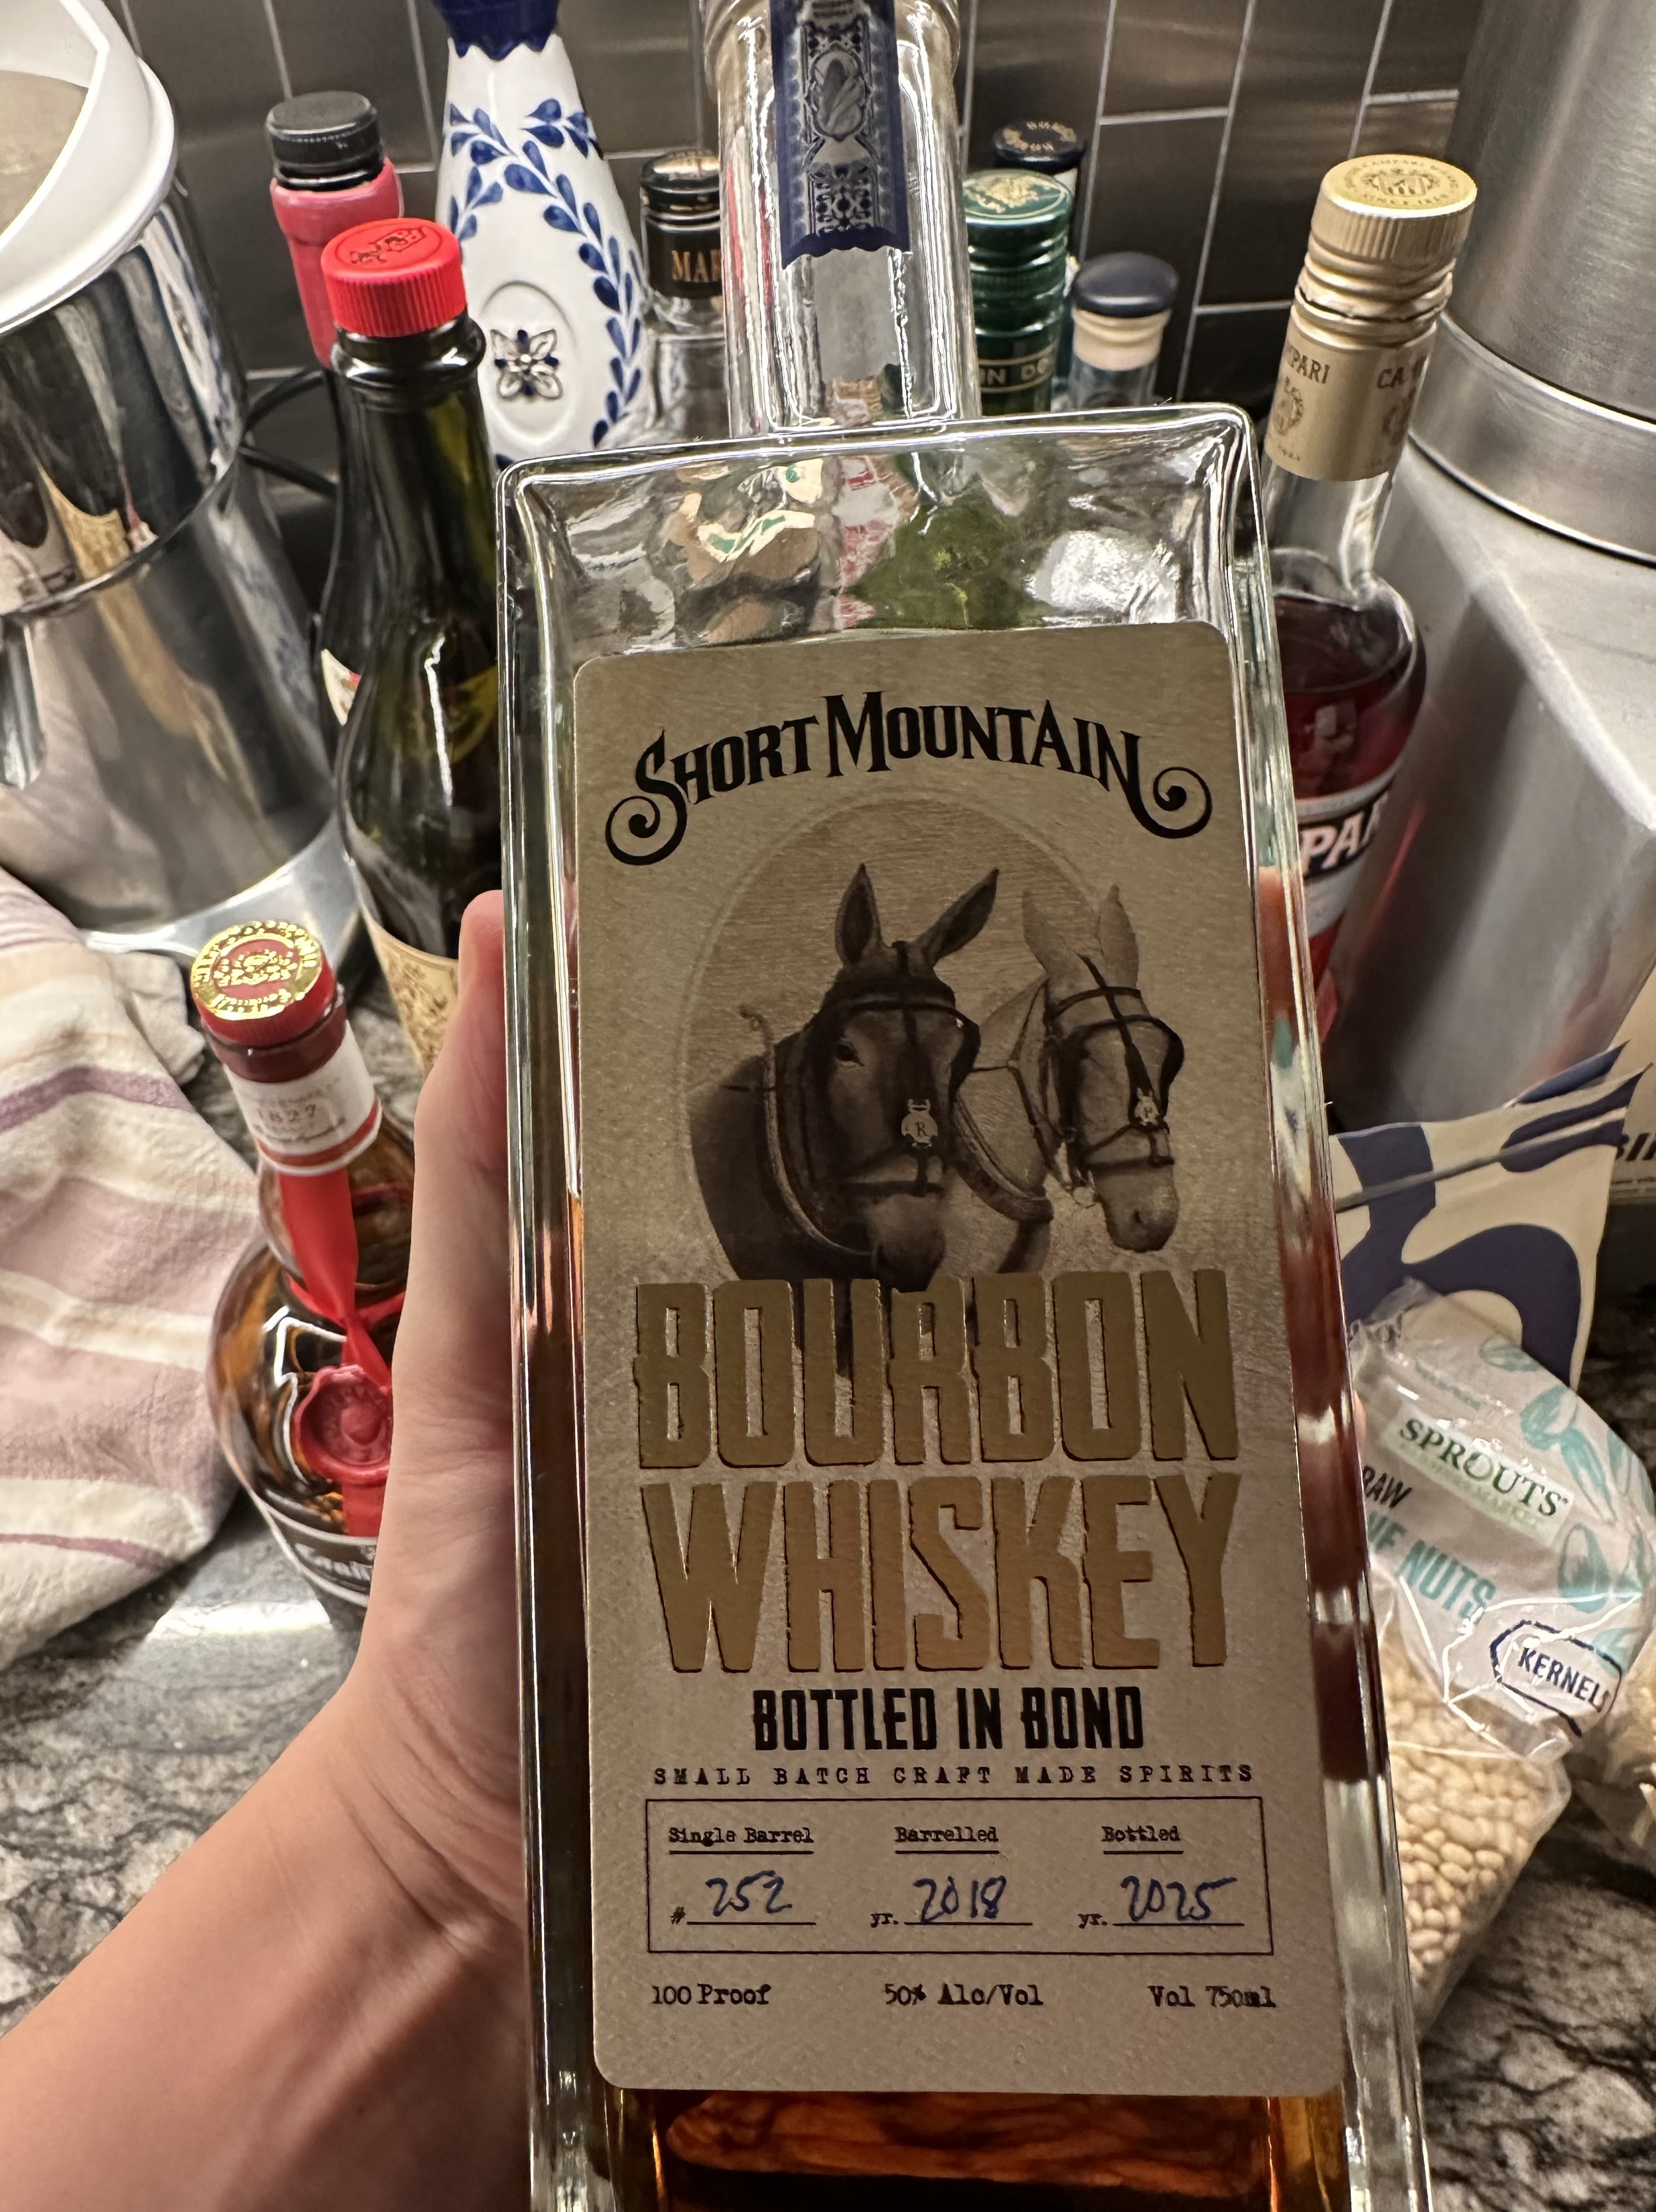 SHORT MOUNTAIN
R
BOURBON
WHISKEY
BOTTLED IN BOND
SMALL BATCH CRAFT MADE SPIRITS
Single Barrel Barrelled Bottled
# 252 yr. 2018 yr. 2025
100 Proof 50% Alc/Vol Vol 750ml
1827
SPROUTS
RAW
NUTS
KERNELS